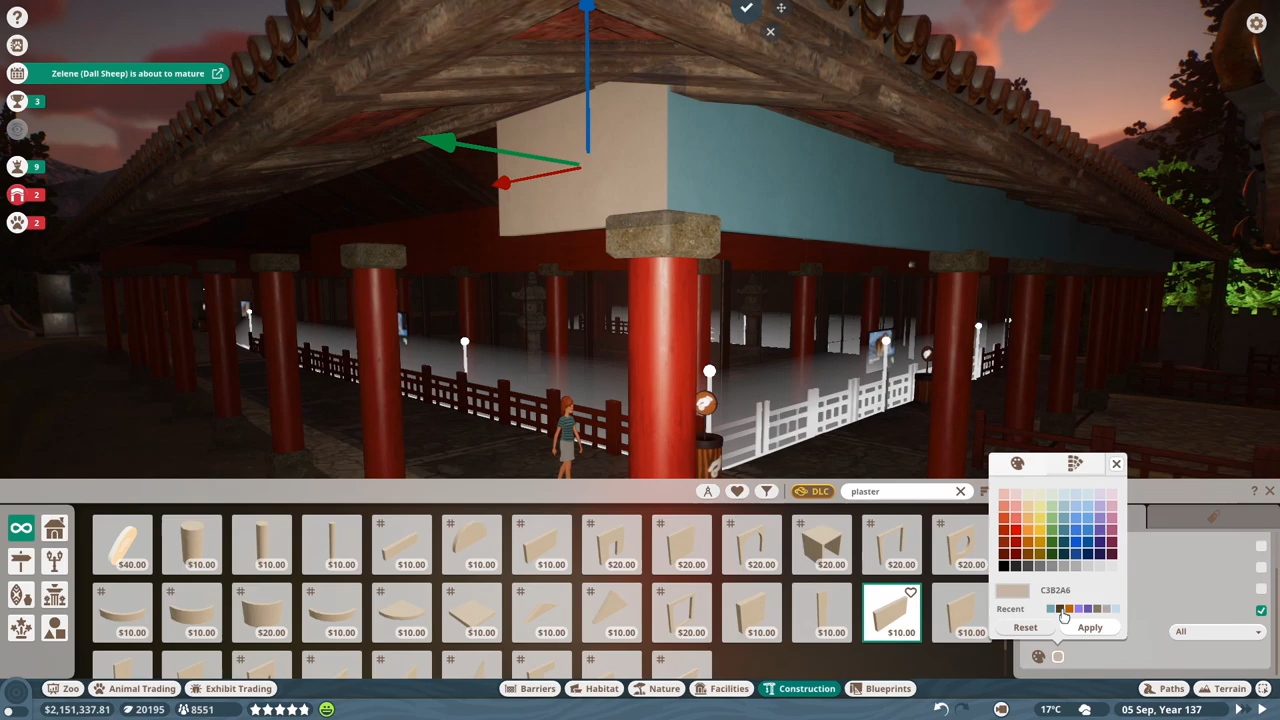 ?
Zelene (Dall Sheep) is about to mature
3
9
2
2
DLC
plaster
? ×
$40.00 $10.00 $10.00 $10.00 $10.00 $10.00 $10.00 $20.00 $20.00 $20.00 $20.00 $20.00
$10.00 $10.00 $20.00 $10.00 $10.00 $10.00 $10.00 $10.00 $20.00 $10.00 $10.00 $10.00 $10.00
C3B2A6
Recent
Reset Apply
All
Zoo Animal Trading Exhibit Trading Barriers Habitat Nature Facilities Construction Blueprints Paths Terrain
$2,151,337.81 20195 8551 17°C 05 Sep, Year 137